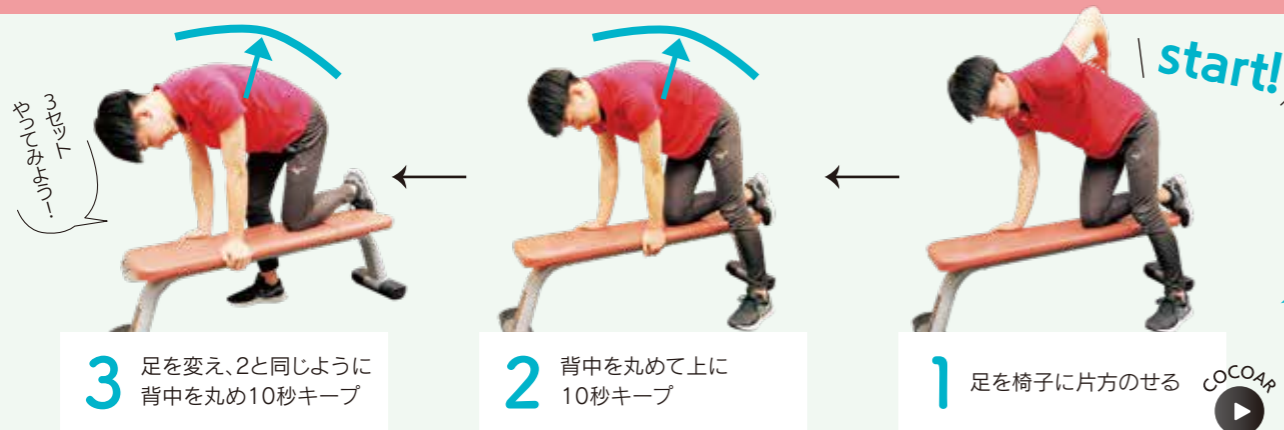 start!
1
足を椅子に片方のせる
COCOAR
2
背中を丸めて上に
10秒キープ
3
足を変え、2と同じように
背中を丸め10秒キープ
3セット
やってみよう!